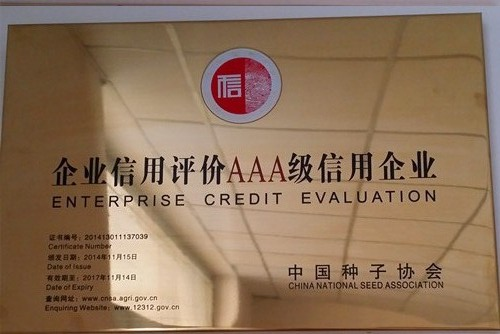 信
企业信用评价AAA级信用企业
ENTERPRISE CREDIT EVALUATION
证书编号：201413011137039
Certificate Number
颁发日期：2014年11月15日
Date of Issue
有效期至：2017年11月14日
Date of Expiry
查询网址：www.cnsa.agri.gov.cn
Enquiring Website：www.12312.gov.cn
中国种子协会
CHINA NATIONAL SEED ASSOCIATION